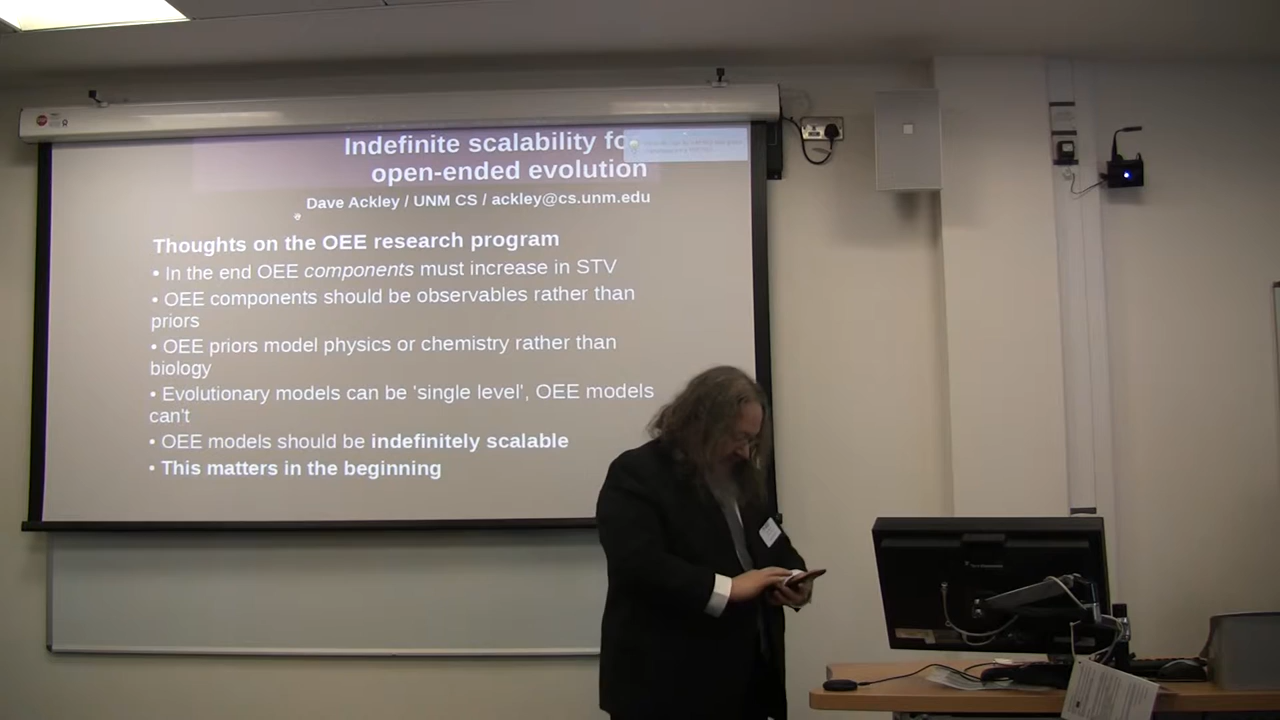 Indefinite scalability fo
open-ended evolution
Dave Ackley / UNM CS / ackley@cs.unm.edu
Thoughts on the OEE research program
• In the end OEE components must increase in STV
• OEE components should be observables rather than
priors
• OEE priors model physics or chemistry rather than
biology
• Evolutionary models can be 'single level', OEE models
can't
• OEE models should be indefinitely scalable
• This matters in the beginning